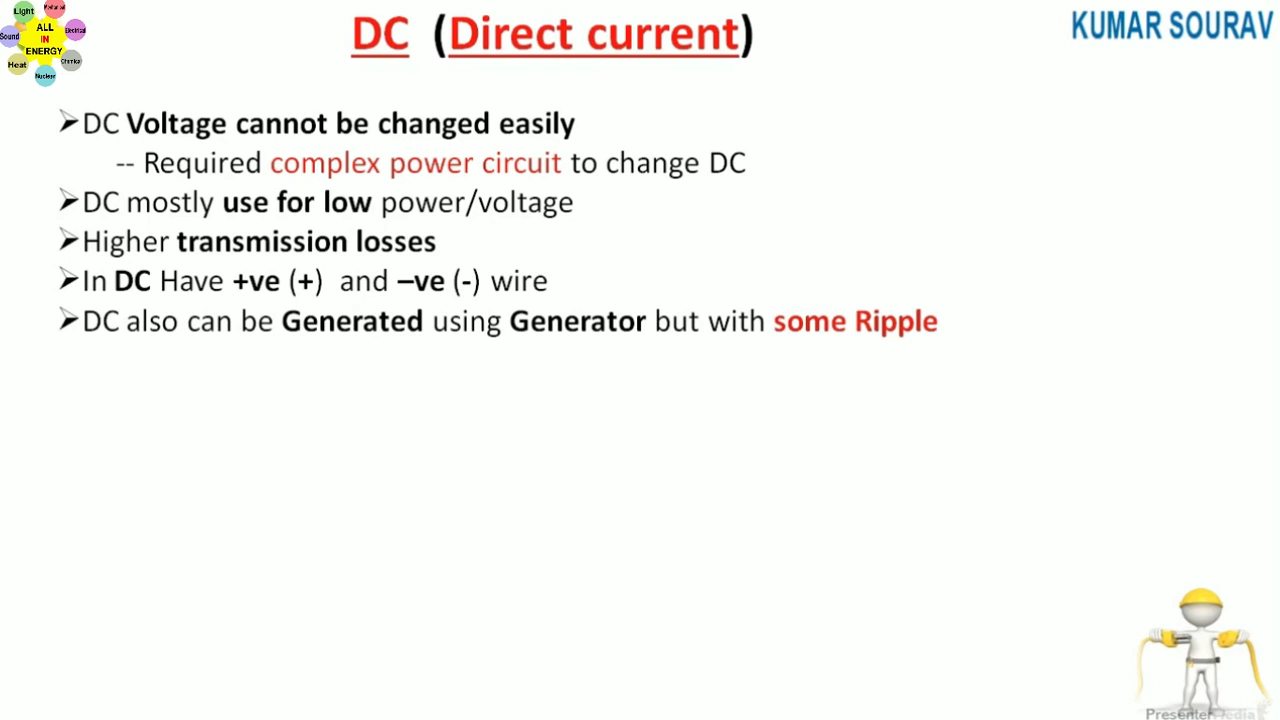 Light
Mechanical
Electrical
Sound
ALL
IN
ENERGY
Heat
Nuclear
DC (Direct current)
KUMAR SOURAV
➢DC Voltage cannot be changed easily
-- Required complex power circuit to change DC
➢DC mostly use for low power/voltage
➢Higher transmission losses
➢In DC Have +ve (+) and –ve (-) wire
➢DC also can be Generated using Generator but with some Ripple
PresenterMedia